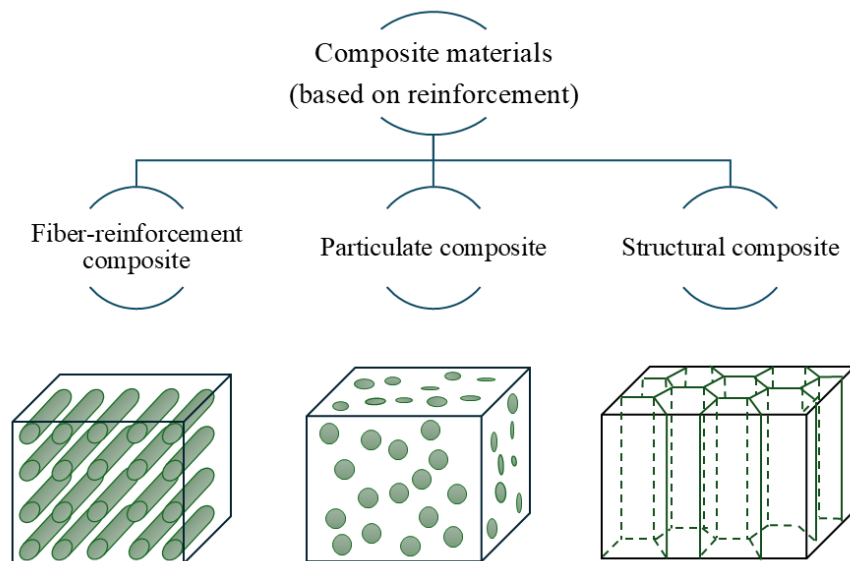 Composite materials
(based on reinforcement)
Fiber-reinforcement
composite
Particulate composite
Structural composite